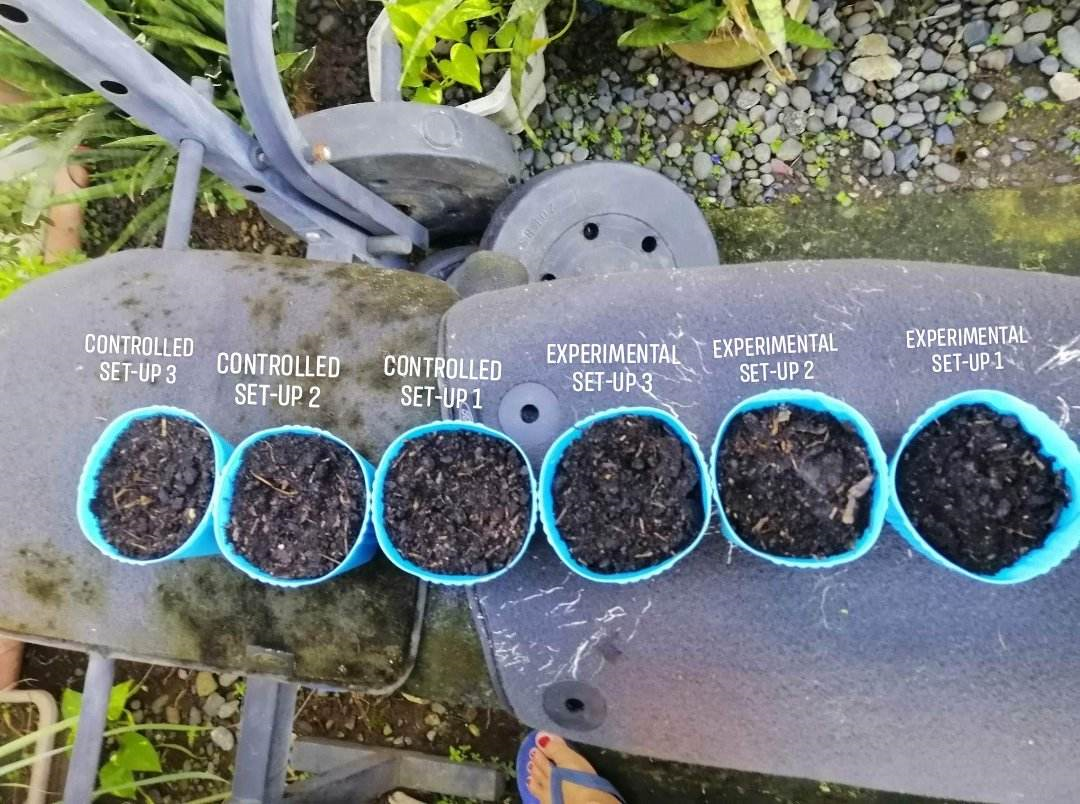 CONTROLLED
SET-UP 3
CONTROLLED
SET-UP 2
CONTROLLED
SET-UP 1
EXPERIMENTAL
SET-UP 3
EXPERIMENTAL
SET-UP 2
EXPERIMENTAL
SET-UP 1